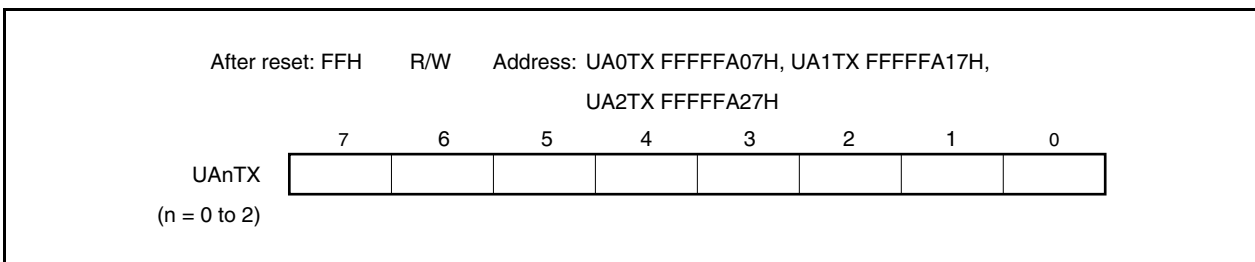 After reset: FFH R/W Address: UA0TX FFFFFA07H, UA1TX FFFFFA17H,
UA2TX FFFFFA27H
7 6 5 4 3 2 1 0
UAnTX
(n = 0 to 2)